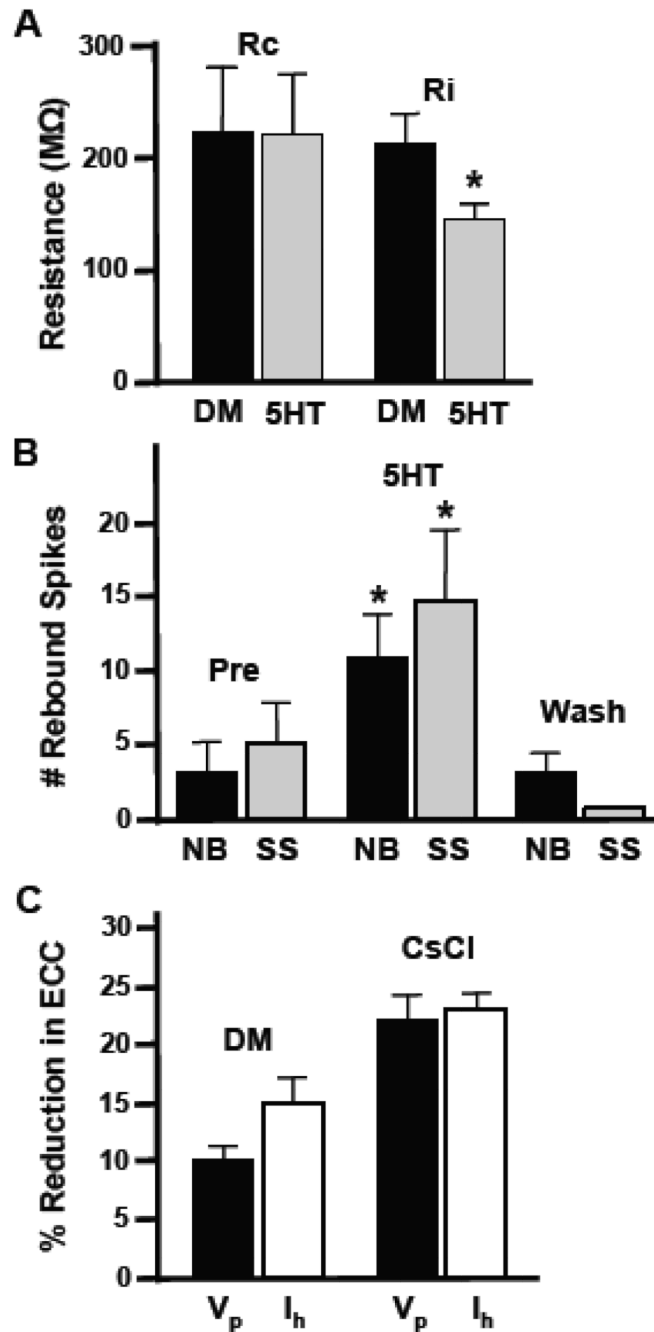 A
Resistance (MΩ)
300
200
100
0
Rc
Ri
*
DM 5HT DM 5HT
B
# Rebound Spikes
20
15
10
5
0
Pre
5HT
* *
Wash
NB SS NB SS NB SS
C
% Reduction in ECC
30
25
20
15
10
5
0
DM
CsCl
Vp Ih Vp Ih